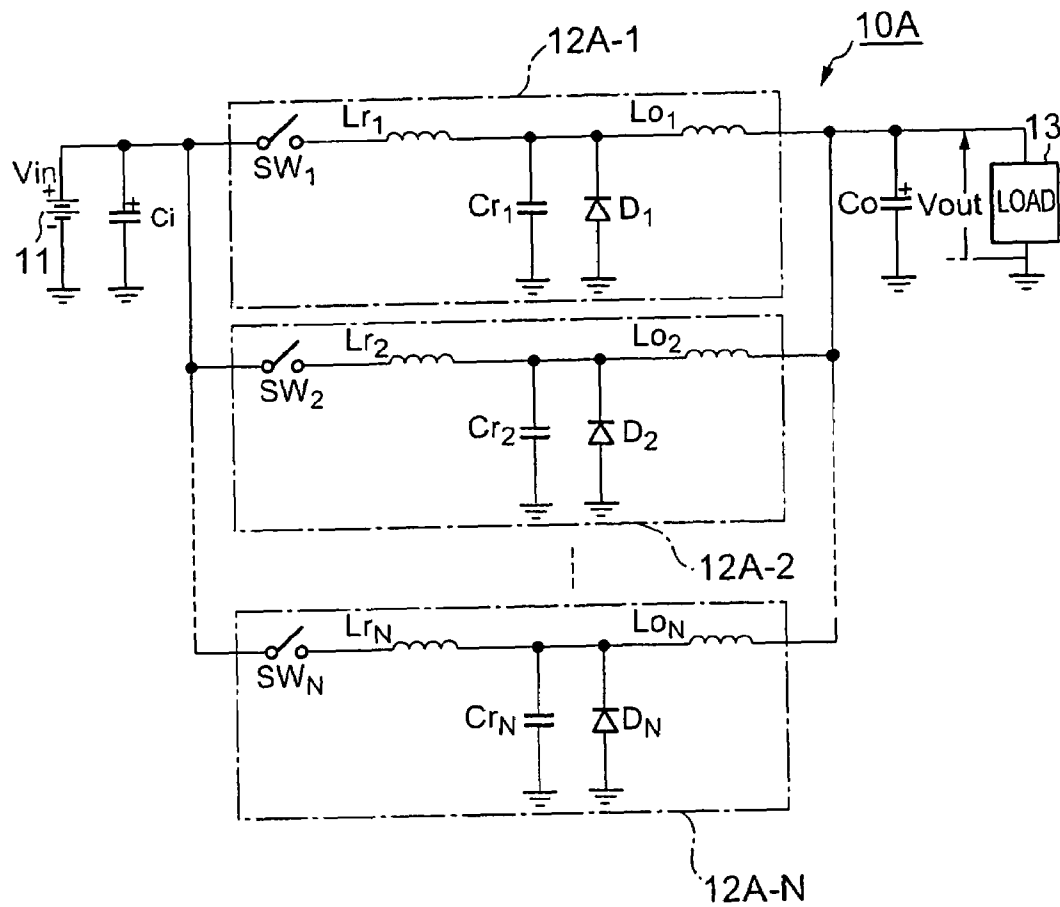 12A-1
10A
Lr1
Lo1
13
Vin
+
-
11
+
Ci
SW1
Cr1
D1
Co
+
Vout
LOAD
Lr2
Lo2
SW2
Cr2
D2
12A-2
LrN
LoN
SWN
CrN
DN
12A-N